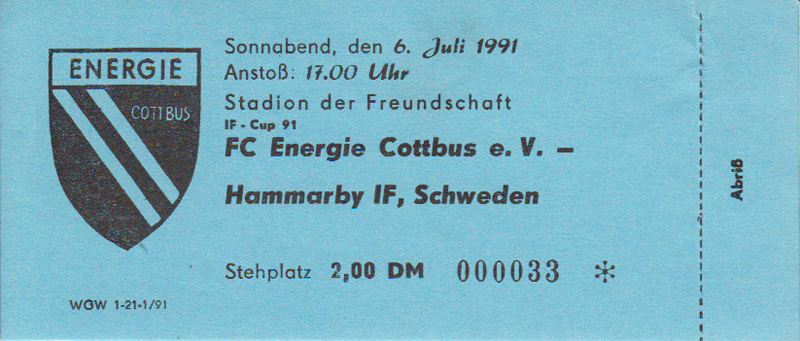 ENERGIE
COTTBUS
Sonnabend, den 6. Juli 1991
Anstoß: 17.00 Uhr
Stadion der Freundschaft
IF - Cup 91
FC Energie Cottbus e. V. –
Hammarby IF, Schweden
Stehplatz 2,00 DM 000033 *
WGW 1-21-1/91
Abriß